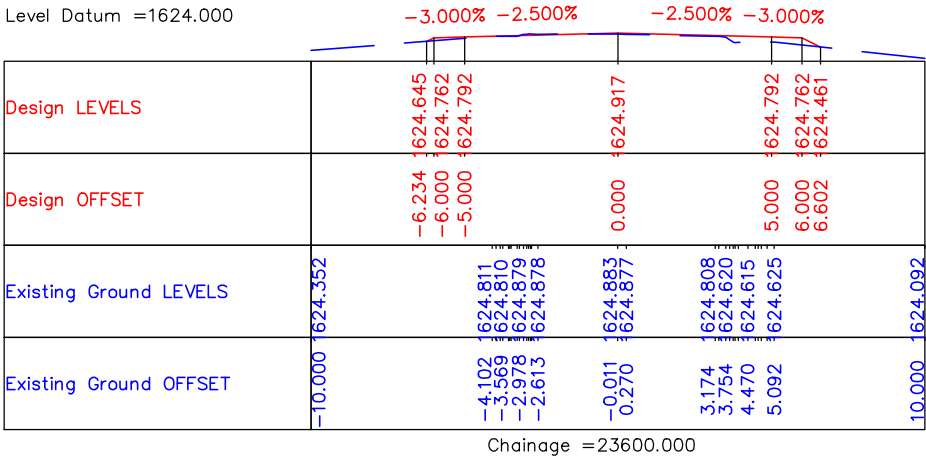 Level Datum =1624.000
-3.000% -2.500% -2.500% -3.000%
Design LEVELS 1624.645 1624.762 1624.792 1624.917 1624.792 1624.762 1624.461
Design OFFSET -6.234 -6.000 -5.000 0.000 5.000 6.000 6.602
Existing Ground LEVELS 1624.352 1624.811 1624.810 1624.879 1624.878 1624.883 1624.877 1624.808 1624.620 1624.615 1624.625 1624.092
Existing Ground OFFSET -10.000 -4.102 -3.569 -2.978 -2.613 -0.011 0.270 3.174 3.754 4.470 5.092 10.000
Chainage =23600.000